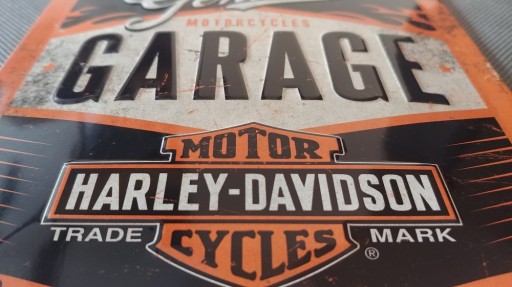 MOTORCYCLES
GARAGE
MOTOR
HARLEY-DAVIDSON
TRADE MARK
CYCLES
®